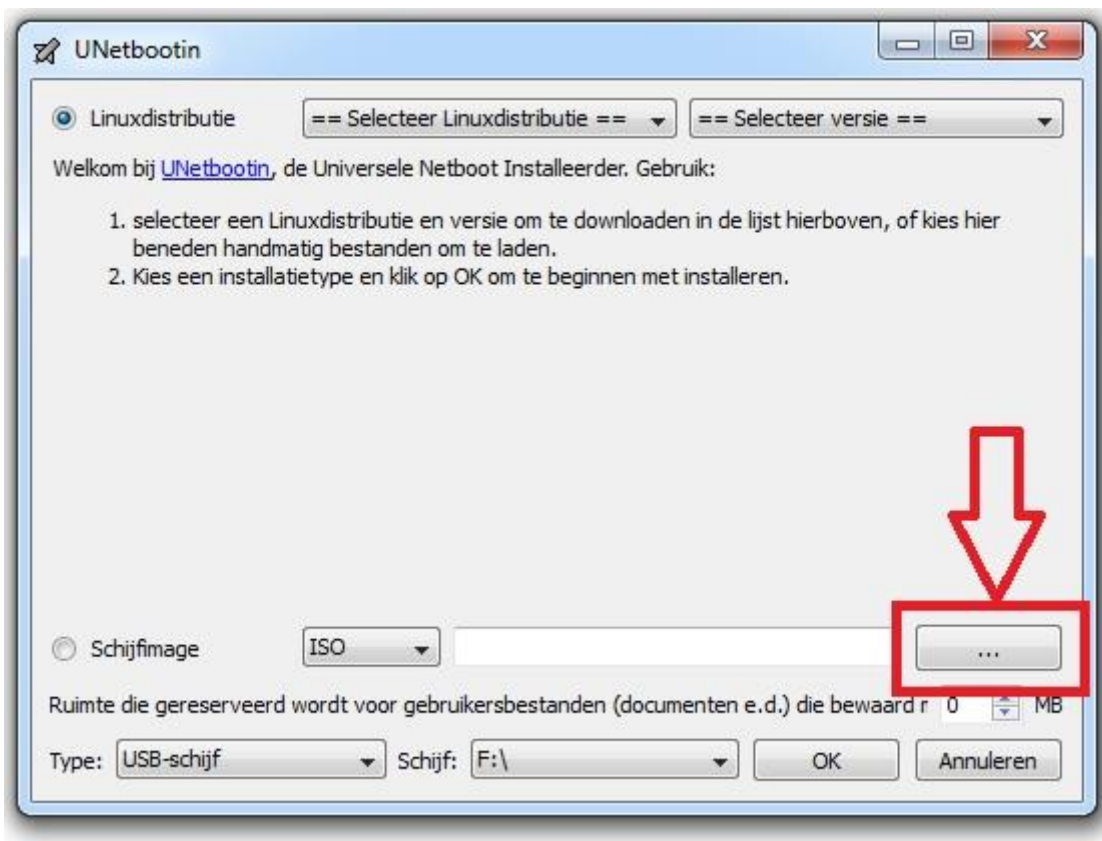 UNetbootin
Linuxdistributie == Selecteer Linuxdistributie == == Selecteer versie ==
Welkom bij UNetbootin, de Universele Netboot Installeerder. Gebruik:
1. selecteer een Linuxdistributie en versie om te downloaden in de lijst hierboven, of kies hier
beneden handmatig bestanden om te laden.
2. Kies een installatietype en klik op OK om te beginnen met installeren.
Schijfimage ISO ...
Ruimte die gereserveerd wordt voor gebruikersbestanden (documenten e.d.) die bewaard 0 MB
Type: USB-schijf Schijf: F:\ OK Annuleren